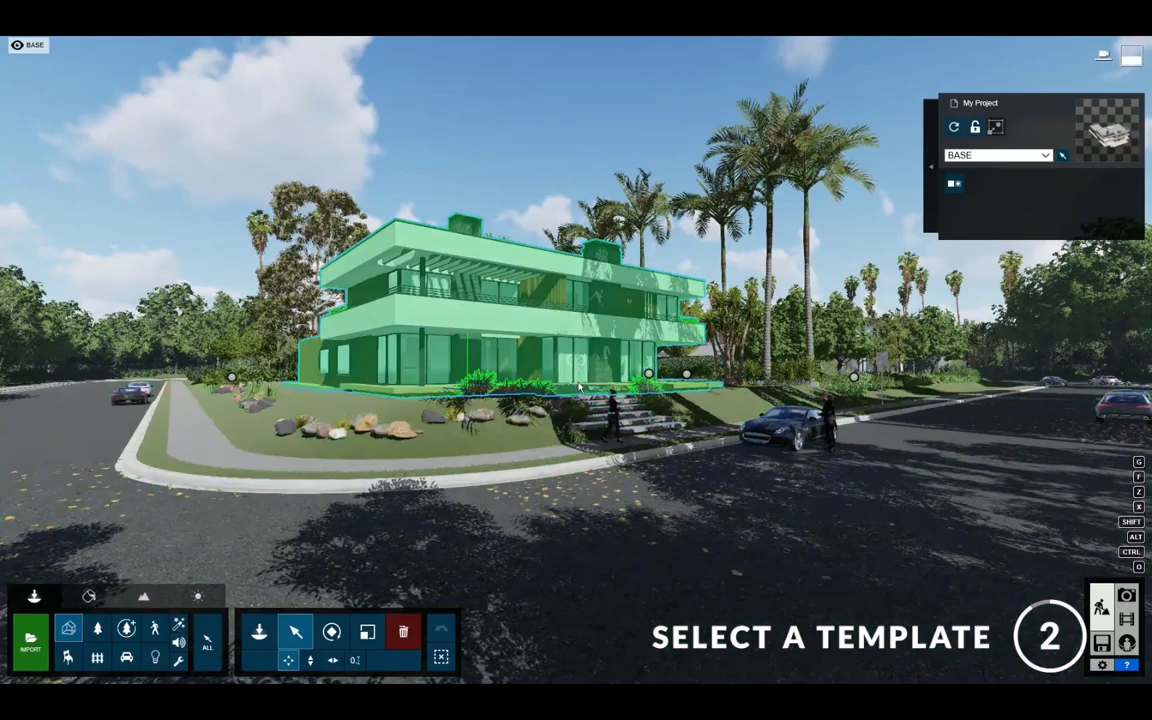 BASE
My Project
BASE
G
F
Z
X
SHIFT
ALT
CTRL
O
IMPORT
ALL
SELECT A TEMPLATE
2
?